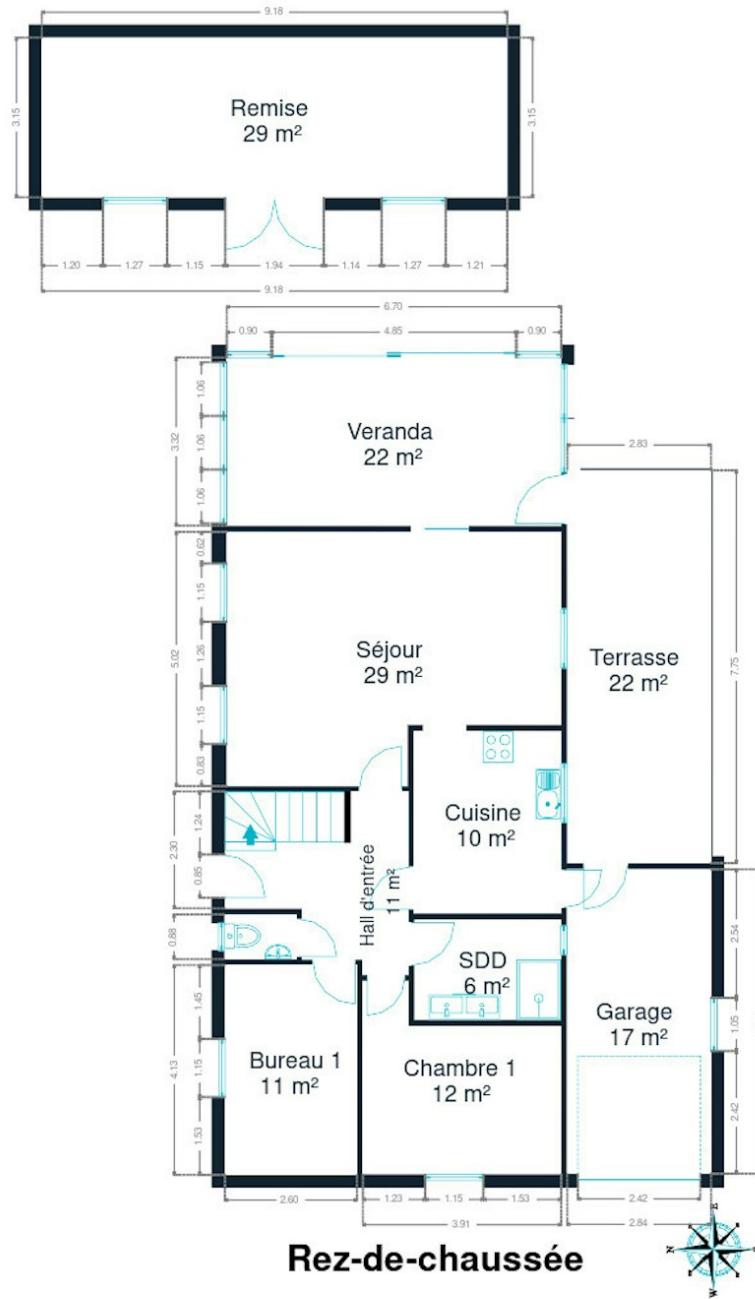 9.18
3.15
3.15
Remise
29 m²
1.20
1.27
1.15
1.94
1.14
1.27
1.21
9.18
6.70
0.90
4.85
0.90
1.06
3.32
1.06
1.06
Veranda
22 m²
2.83
0.62
1.15
5.02
1.26
1.15
0.83
Séjour
29 m²
Terrasse
22 m²
7.75
1.24
2.30
0.85
Cuisine
10 m²
Hall d'entrée
11 m²
0.88
SDD
6 m²
2.54
Garage
17 m²
1.05
2.42
1.45
4.13
1.15
1.53
Bureau 1
11 m²
Chambre 1
12 m²
2.60
1.23
1.15
1.53
3.91
2.42
2.84
Rez-de-chaussée
N